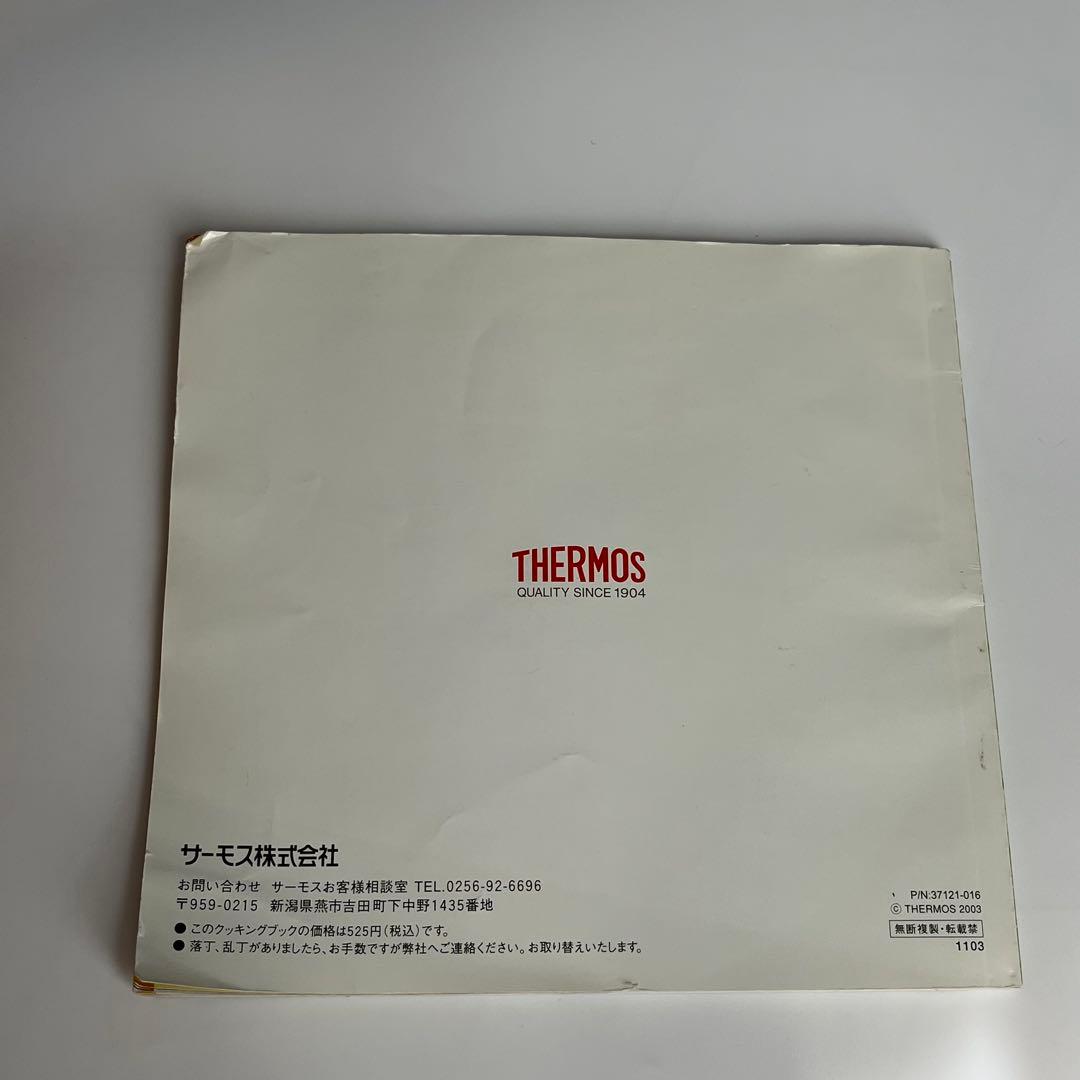 THERMOS
QUALITY SINCE 1904
サーモス株式会社
お問い合わせ サーモスお客様相談室 TEL.0256-92-6696
〒959-0215 新潟県燕市吉田町下中野1435番地
● このクッキングブックの価格は525円(税込)です。
● 落丁、乱丁がありましたら、お手数ですが弊社へご連絡ください。お取り替えいたします。
P/N:37121-016
© THERMOS 2003
無断複製・転載禁
1103